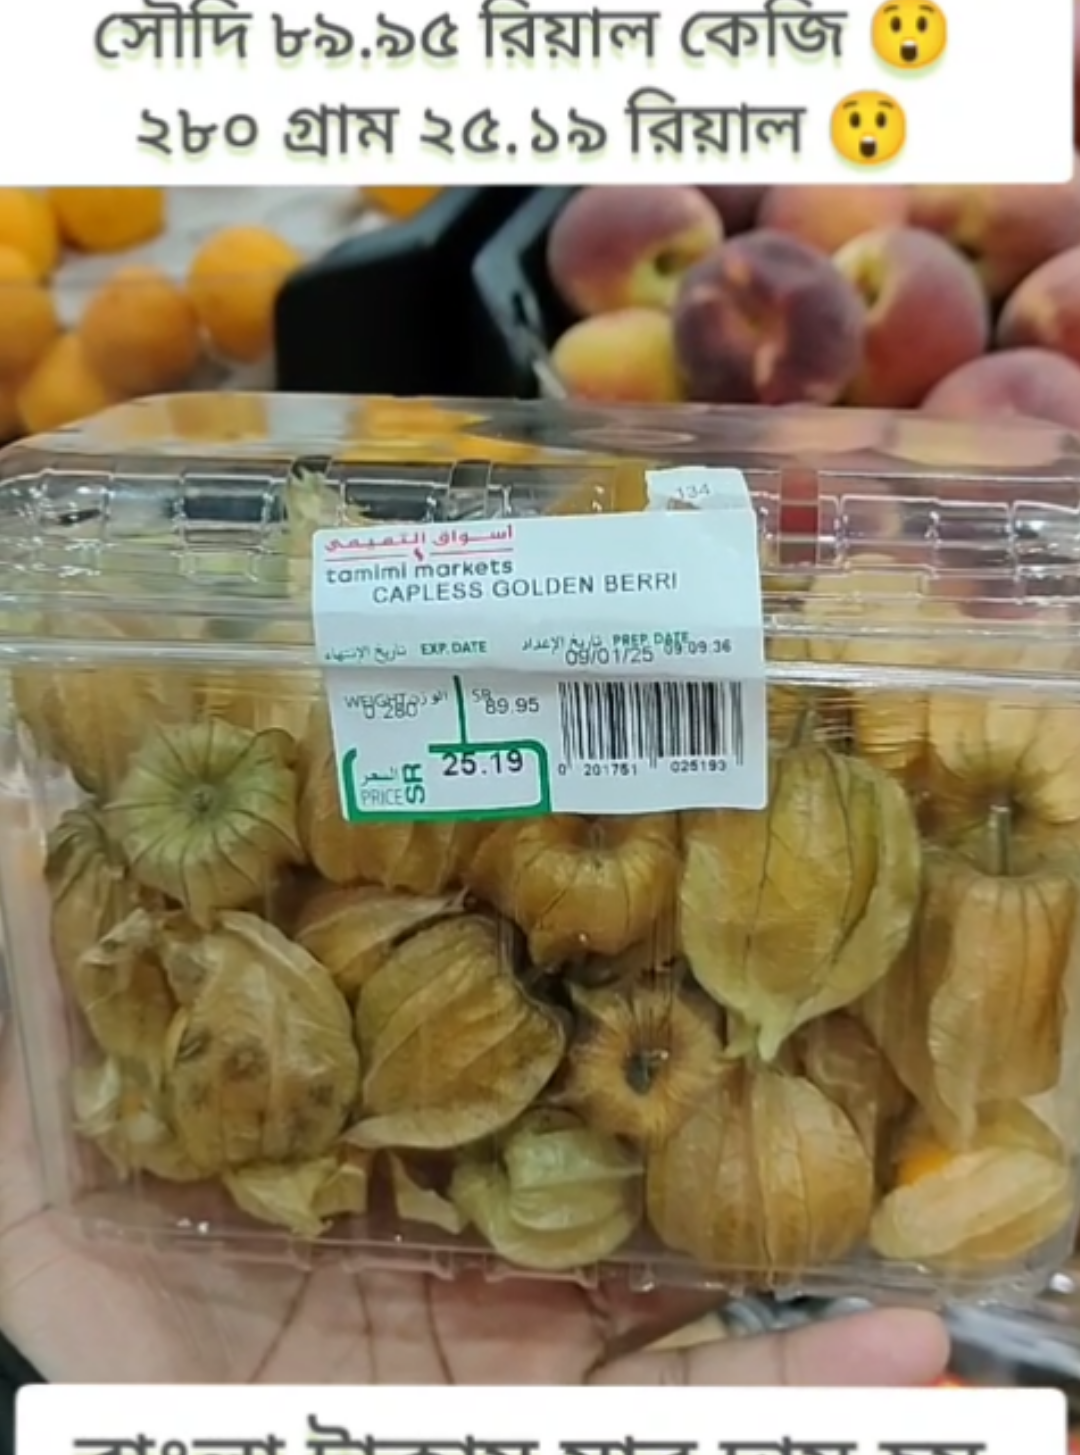 সৌদি ৮৯.৯৫ রিয়াল কেজি 😲
২৮০ গ্রাম ২৫.১৯ রিয়াল 😲
134
أسواق التميمي
tamimi markets
CAPLESS GOLDEN BERRI
تاريخ الإنتهاء EXP. DATE تاريخ الإعداد PREP. DATE
09/01/25 09:09:36
WEIGHT الوزن SR
0.280 89.95
السعر PRICE SR 25.19
0 201751 025193